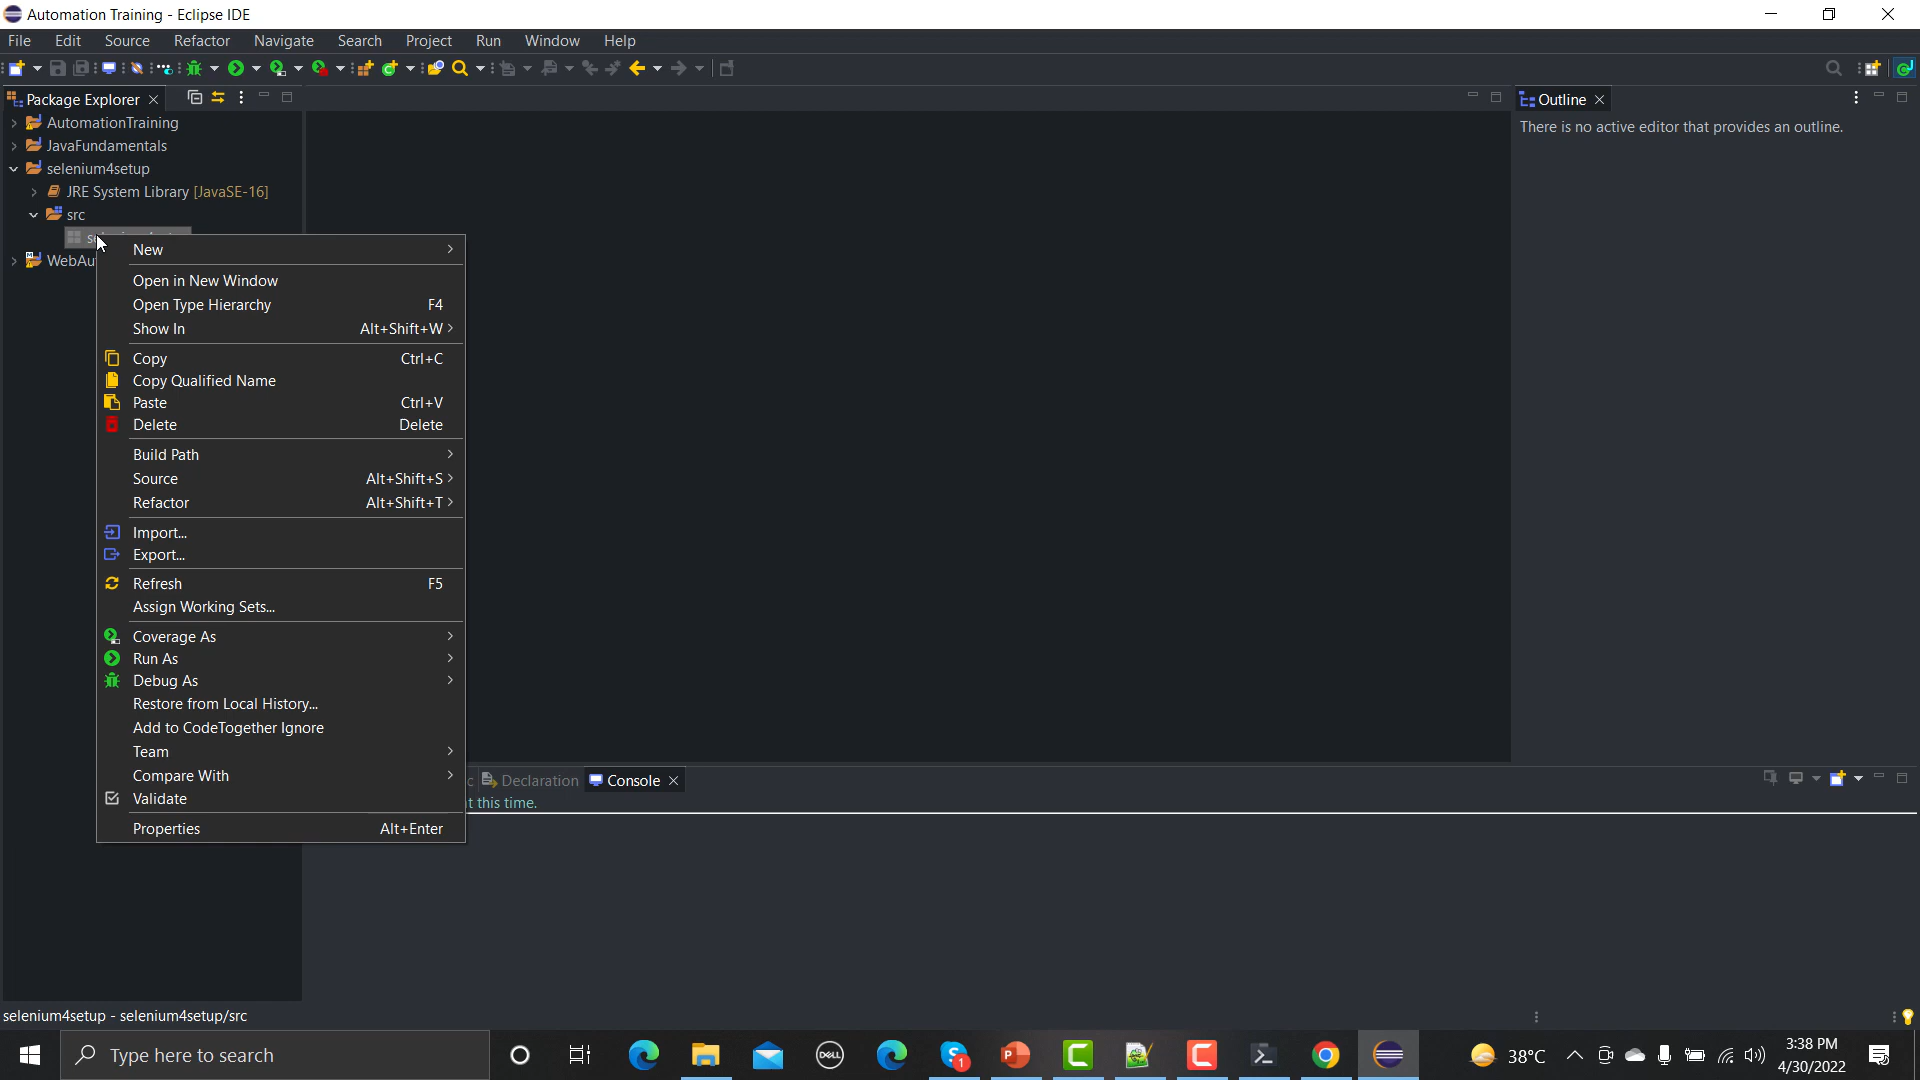 Automation Training - Eclipse IDE
File Edit Source Refactor Navigate Search Project Run Window Help
Package Explorer
AutomationTraining
JavaFundamentals
selenium4setup
JRE System Library [JavaSE-16]
src
WebAu
New
Open in New Window
Open Type Hierarchy F4
Show In Alt+Shift+W
Copy Ctrl+C
Copy Qualified Name
Paste Ctrl+V
Delete Delete
Build Path
Source Alt+Shift+S
Refactor Alt+Shift+T
Import...
Export...
Refresh F5
Assign Working Sets...
Coverage As
Run As
Debug As
Restore from Local History...
Add to CodeTogether Ignore
Team
Compare With
Validate
Properties Alt+Enter
Outline
There is no active editor that provides an outline.
Declaration Console
t this time.
selenium4setup - selenium4setup/src
Type here to search
DELL
38°C
3:38 PM
4/30/2022